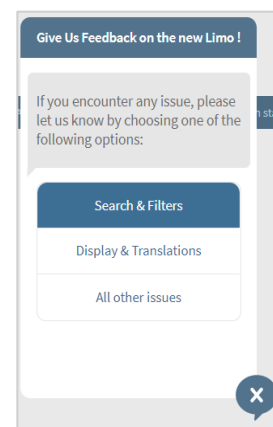 Give Us Feedback on the new Limo !
If you encounter any issue, please
let us know by choosing one of the
following options:
Search & Filters
Display & Translations
All other issues